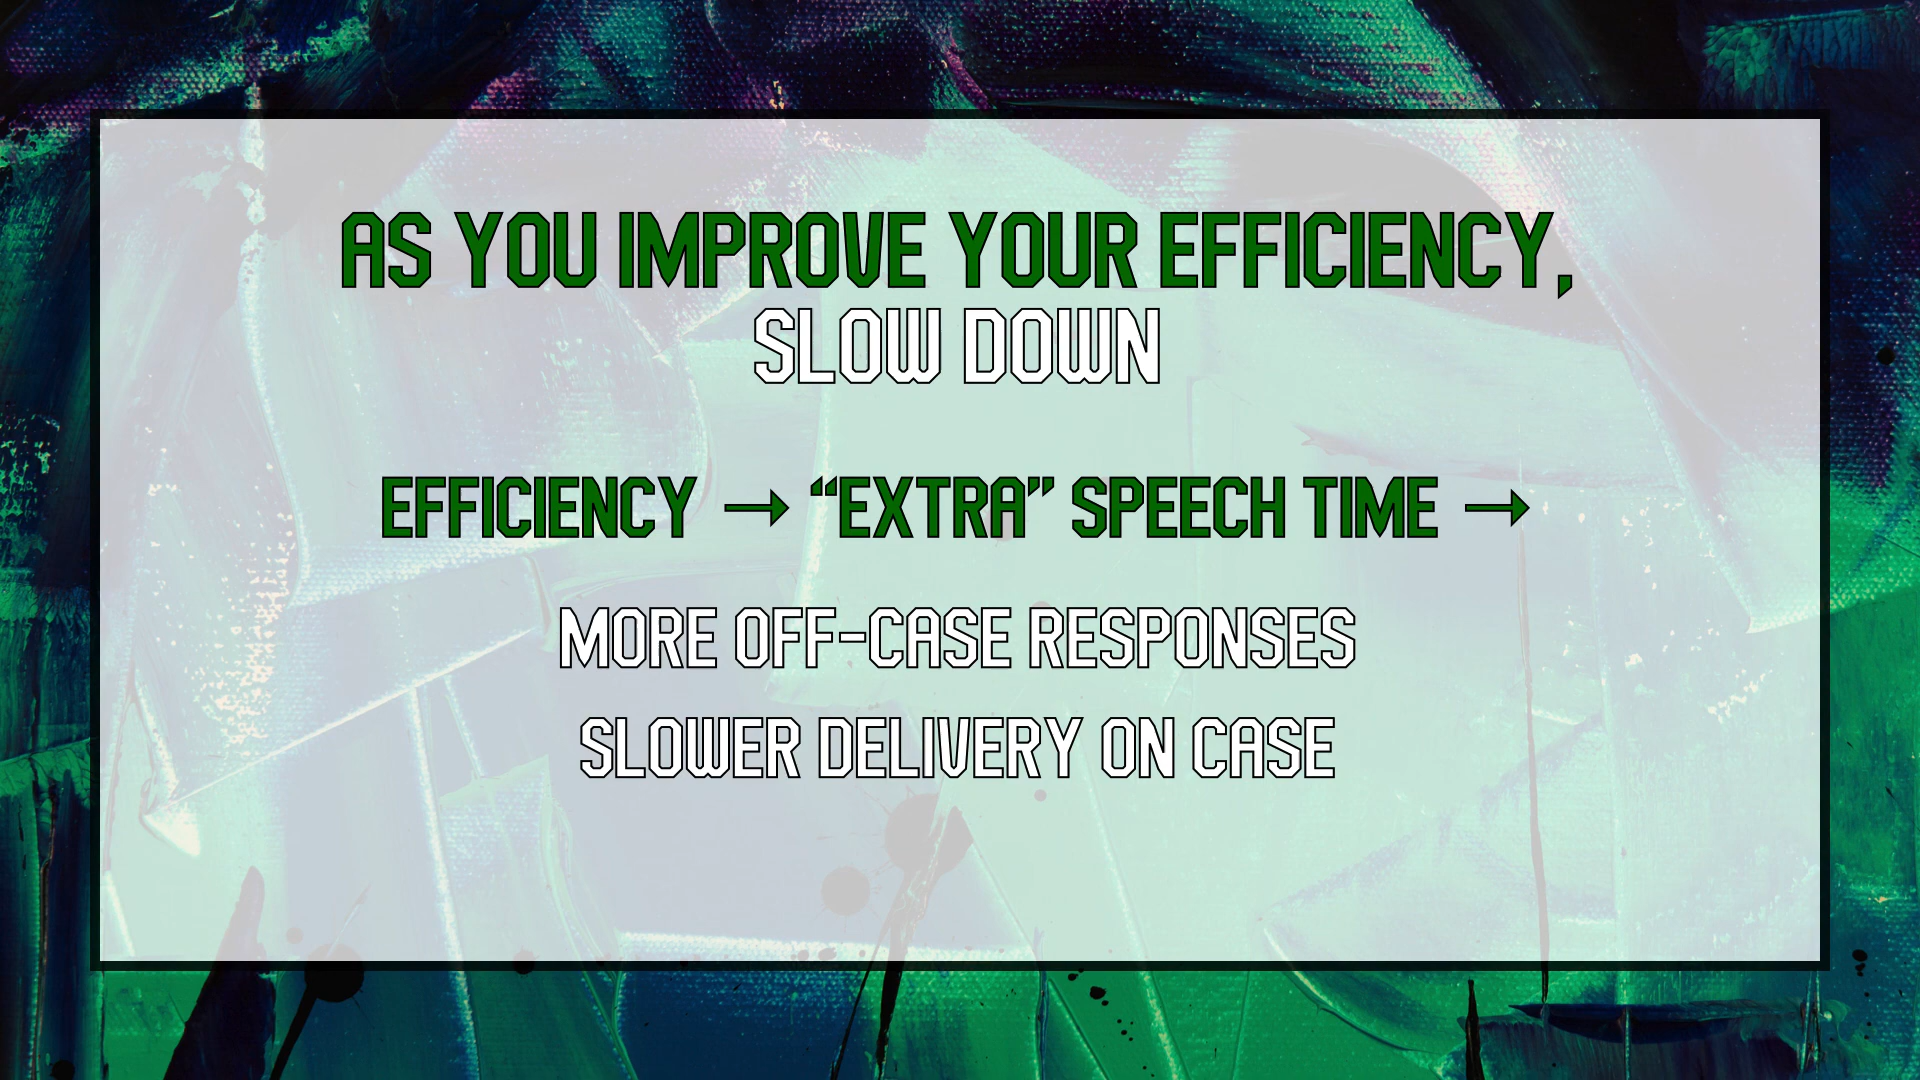 AS YOU IMPROVE YOUR EFFICIENCY,
SLOW DOWN
EFFICIENCY → “EXTRA” SPEECH TIME →
MORE OFF-CASE RESPONSES
SLOWER DELIVERY ON CASE